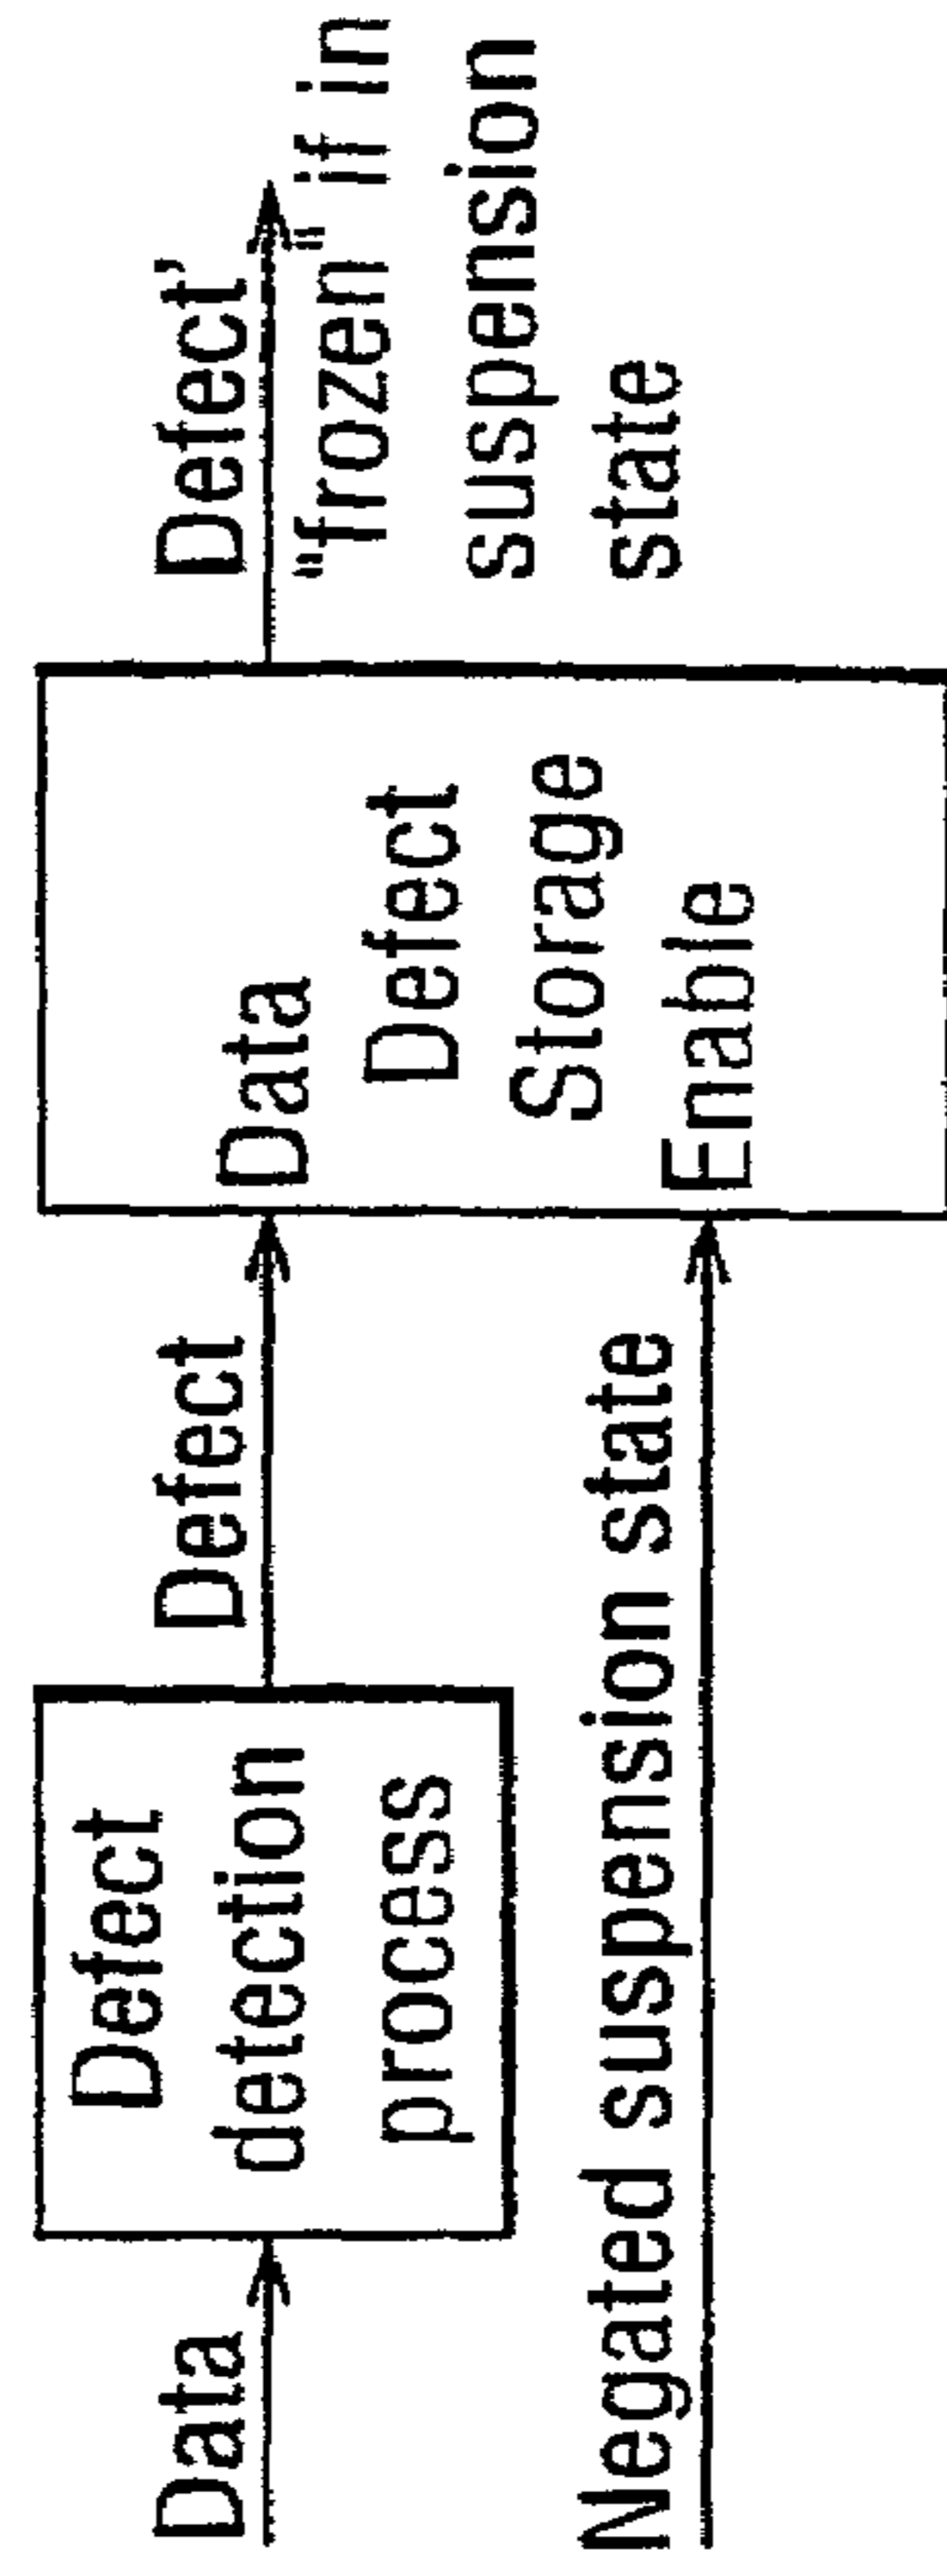 Data
Defect
detection
process
Defect
Negated suspension state
Data
Defect
Storage
Enable
Defect'
"frozen" if in
suspension
state